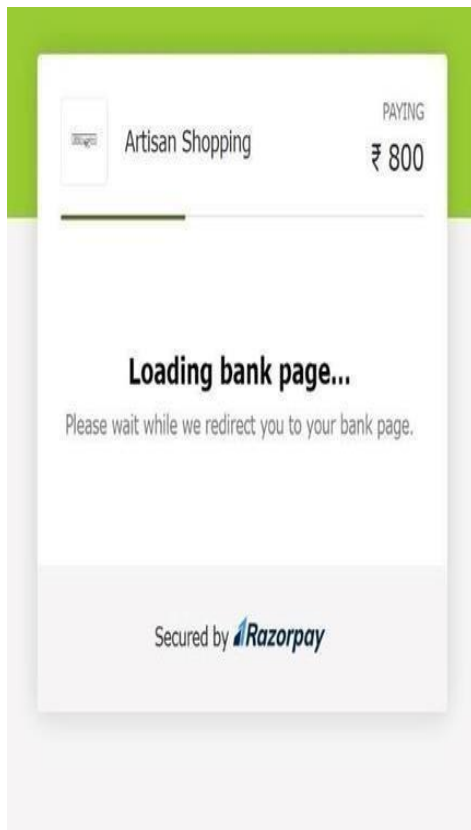 Artisan Shopping
PAYING
₹ 800
Loading bank page...
Please wait while we redirect you to your bank page.
Secured by Razorpay